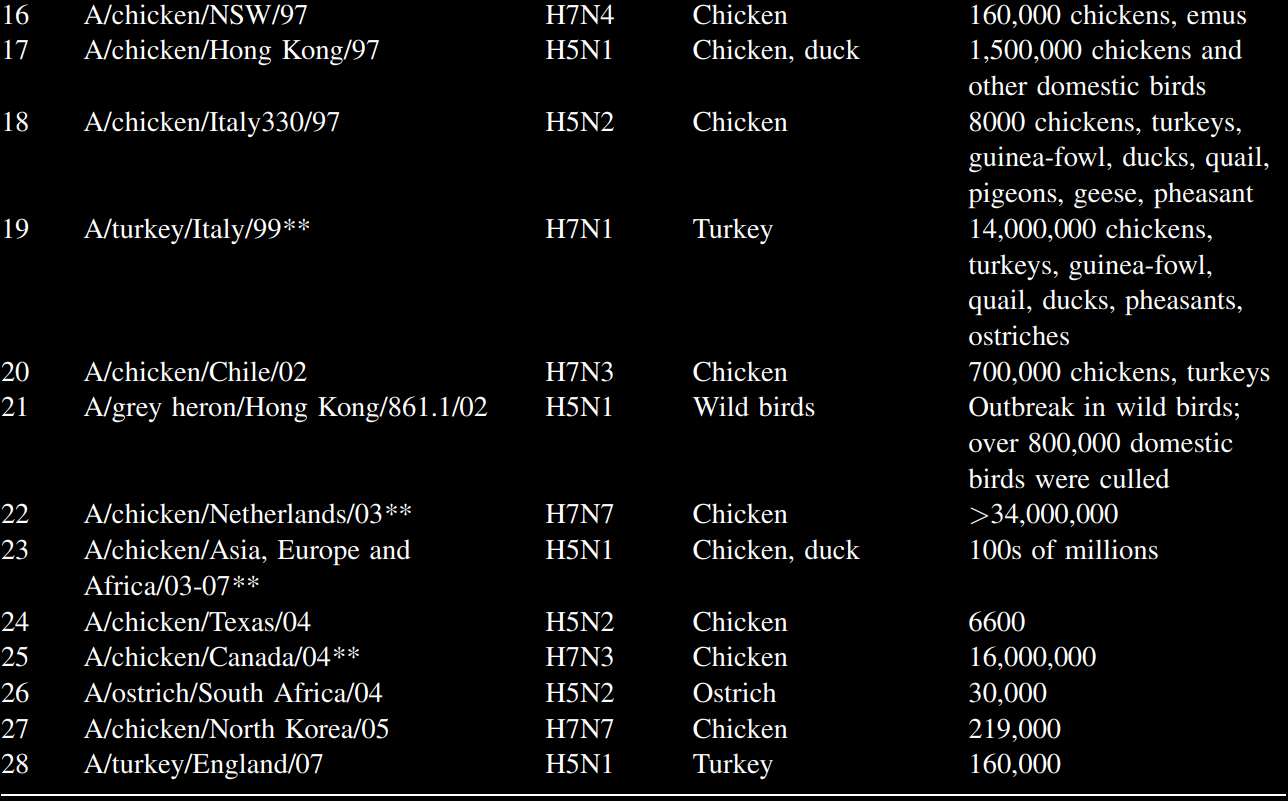 16 A/chicken/NSW/97 H7N4 Chicken 160,000 chickens, emus
17 A/chicken/Hong Kong/97 H5N1 Chicken, duck 1,500,000 chickens and
other domestic birds
18 A/chicken/Italy330/97 H5N2 Chicken 8000 chickens, turkeys,
guinea-fowl, ducks, quail,
pigeons, geese, pheasant
19 A/turkey/Italy/99** H7N1 Turkey 14,000,000 chickens,
turkeys, guinea-fowl,
quail, ducks, pheasants,
ostriches
20 A/chicken/Chile/02 H7N3 Chicken 700,000 chickens, turkeys
21 A/grey heron/Hong Kong/861.1/02 H5N1 Wild birds Outbreak in wild birds;
over 800,000 domestic
birds were culled
22 A/chicken/Netherlands/03** H7N7 Chicken >34,000,000
23 A/chicken/Asia, Europe and H5N1 Chicken, duck 100s of millions
Africa/03-07**
24 A/chicken/Texas/04 H5N2 Chicken 6600
25 A/chicken/Canada/04** H7N3 Chicken 16,000,000
26 A/ostrich/South Africa/04 H5N2 Ostrich 30,000
27 A/chicken/North Korea/05 H7N7 Chicken 219,000
28 A/turkey/England/07 H5N1 Turkey 160,000